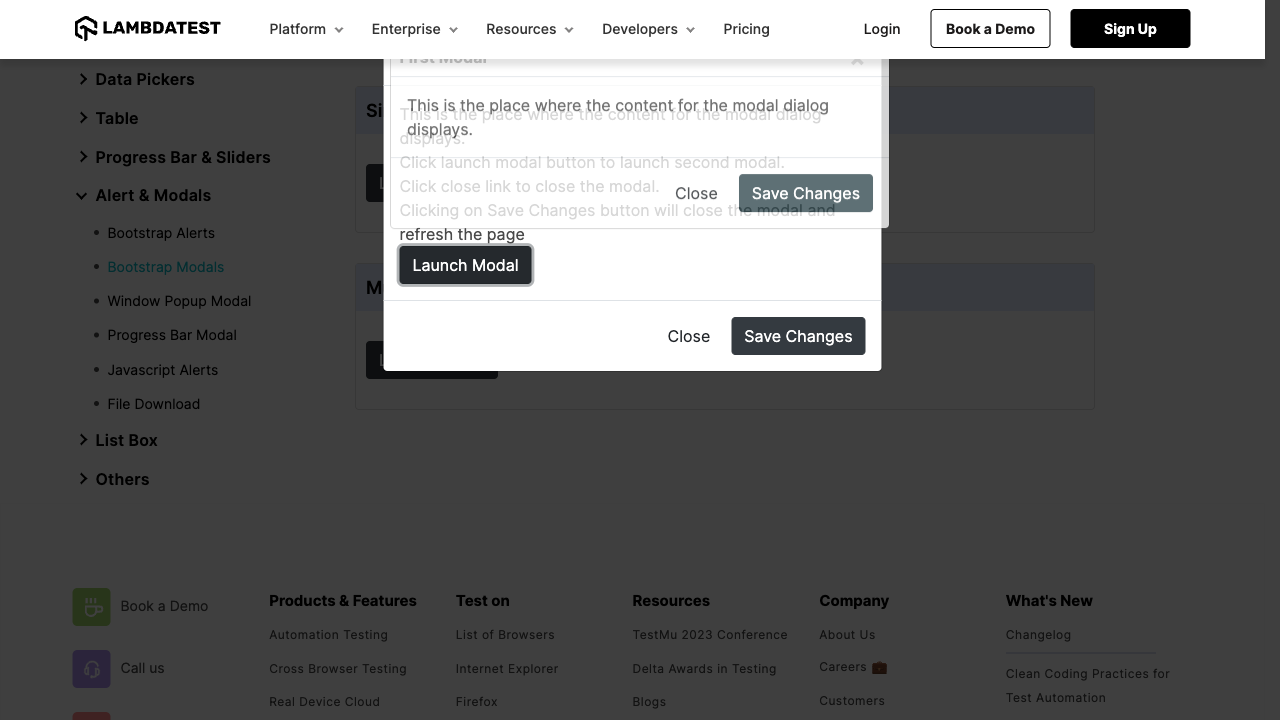 LAMBDATEST
Platform
Enterprise
Resources
Developers
Pricing
Login
Book a Demo
Sign Up
Data Pickers
Table
Progress Bar & Sliders
Alert & Modals
Bootstrap Alerts
Bootstrap Modals
Window Popup Modal
Progress Bar Modal
Javascript Alerts
File Download
List Box
Others
First Modal
This is the place where the content for the modal dialog
displays.
Close
Save Changes
This is the place where the content for the modal dialog
displays.
Click launch modal button to launch second modal.
Click close link to close the modal.
Clicking on Save Changes button will close the modal and
refresh the page
Launch Modal
Close
Save Changes
Book a Demo
Call us
Products & Features
Automation Testing
Cross Browser Testing
Real Device Cloud
Test on
List of Browsers
Internet Explorer
Firefox
Resources
TestMu 2023 Conference
Delta Awards in Testing
Blogs
Company
About Us
Careers 💼
Customers
What's New
Changelog
Clean Coding Practices for
Test Automation